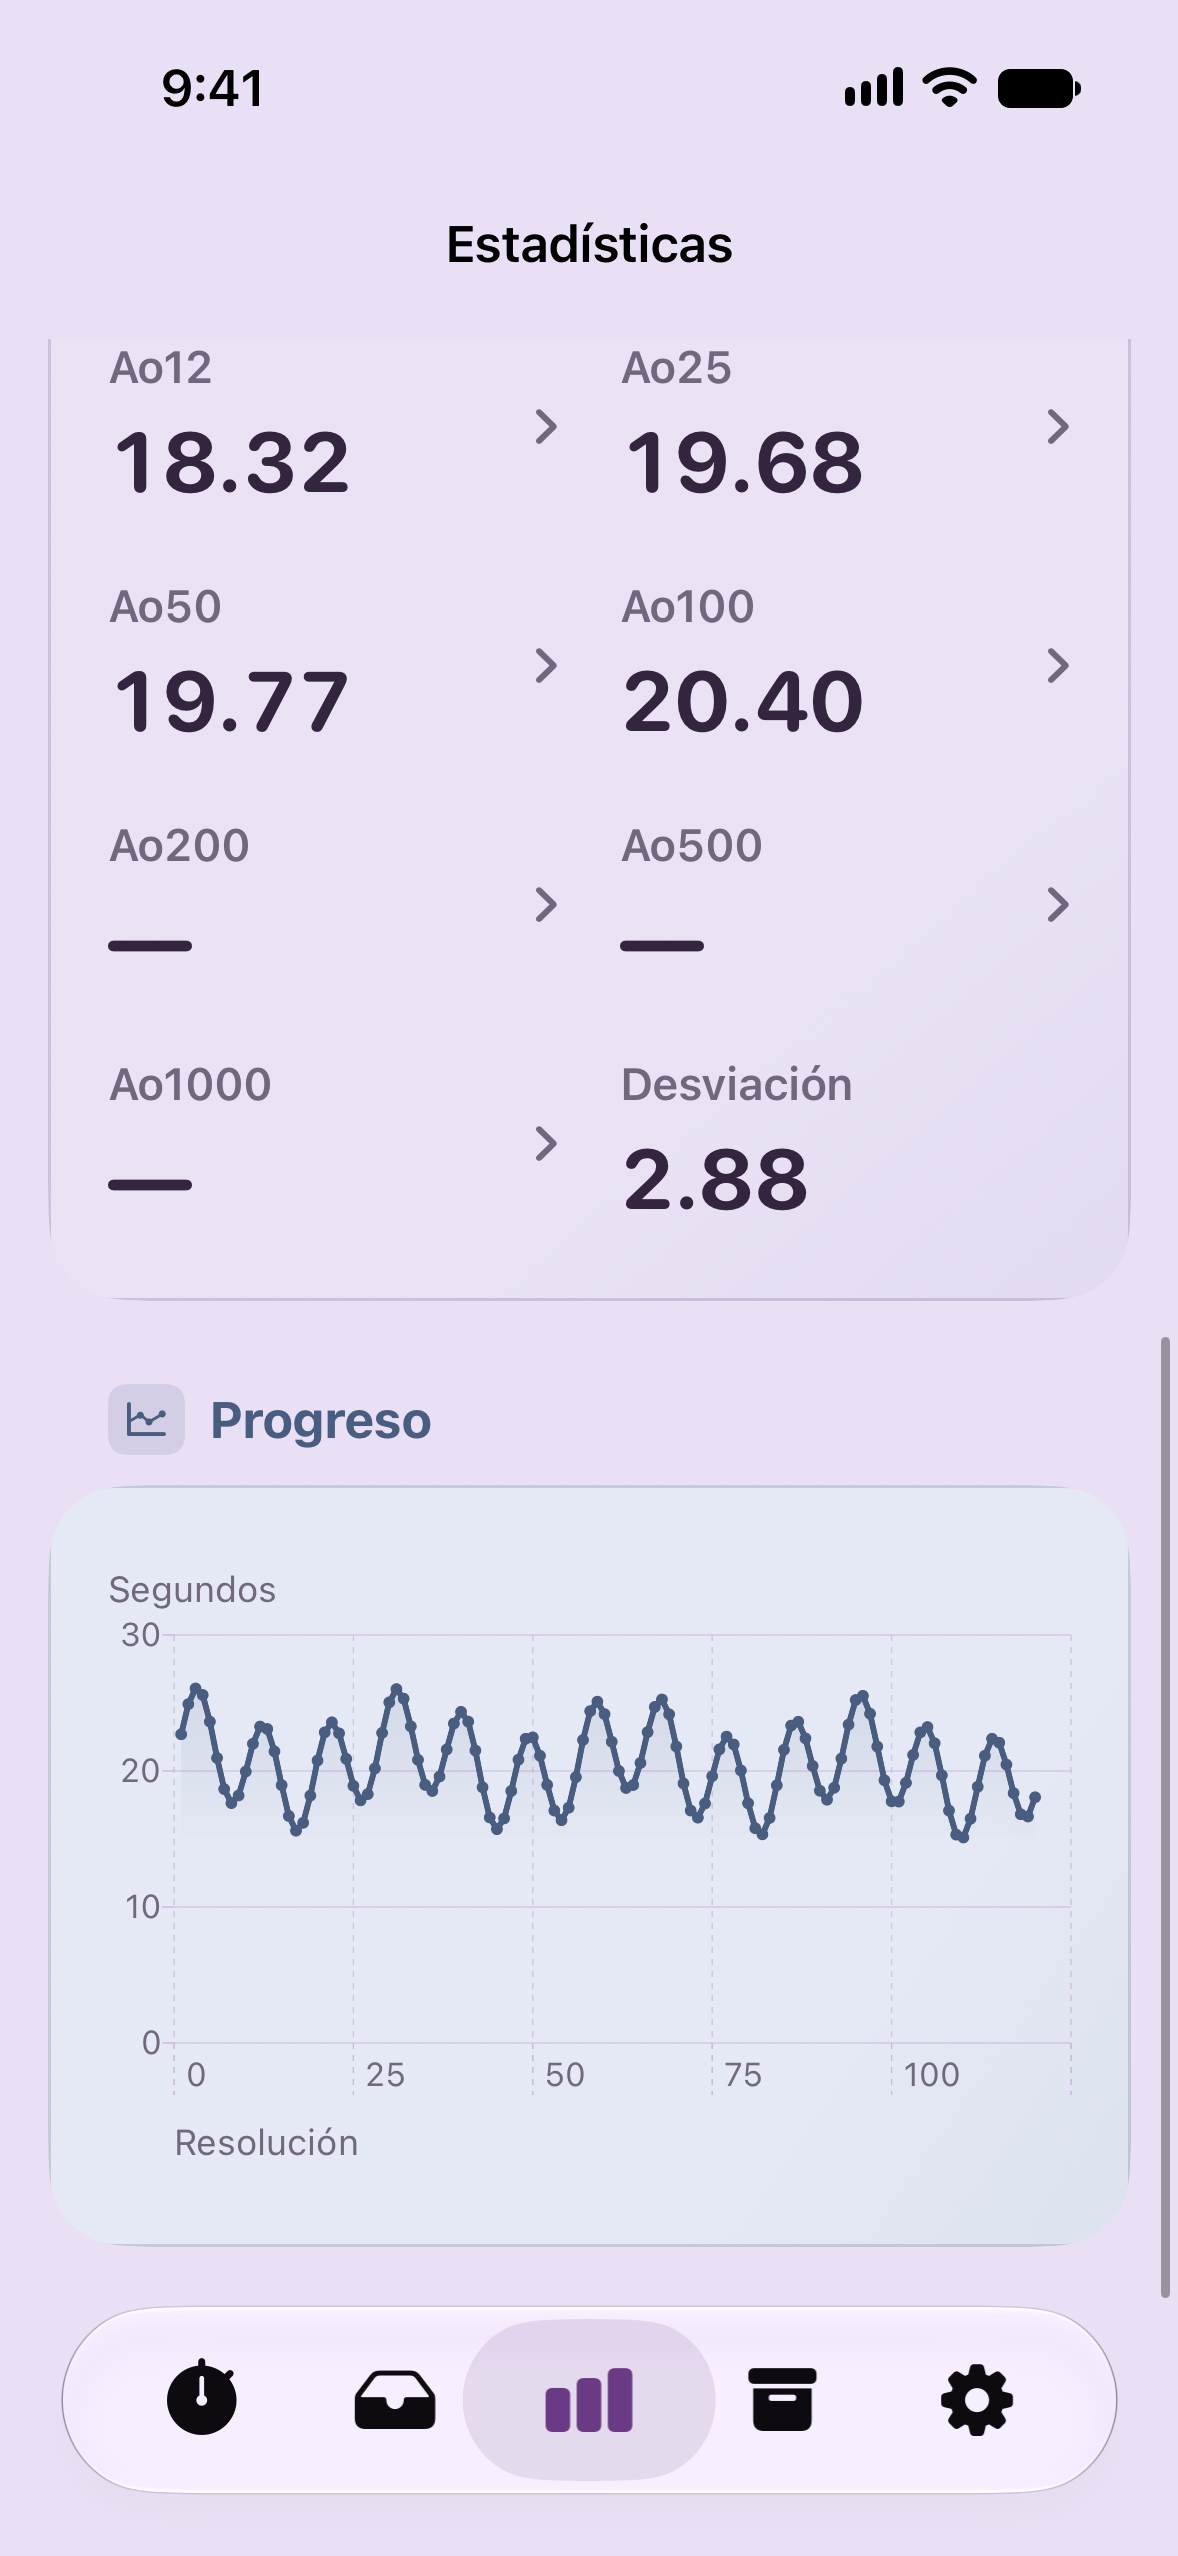 9:41
Estadísticas
Ao12
18.32
Ao25
19.68
Ao50
19.77
Ao100
20.40
Ao200
—
Ao500
—
Ao1000
—
Desviación
2.88
Progreso
Segundos
30
20
10
0
0 25 50 75 100
Resolución